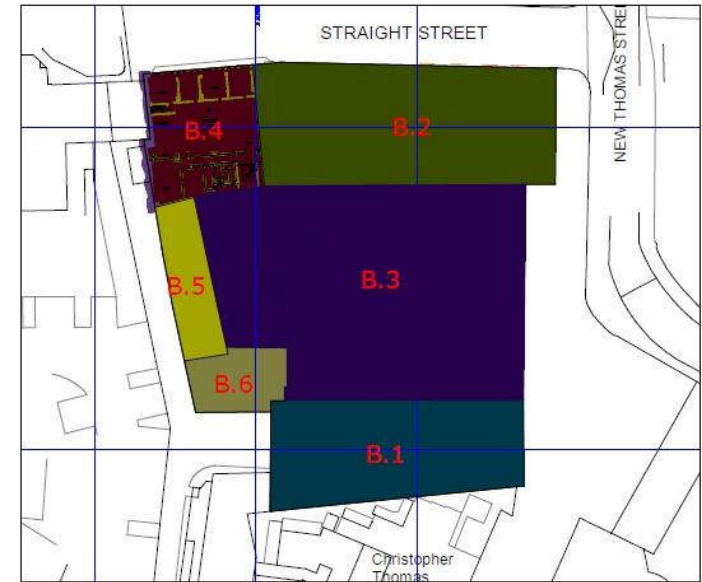 STRAIGHT STREET
NEW THOMAS STRE
B.4
B.2
B.3
B.5
B.6
B.1
Christopher
Thomas